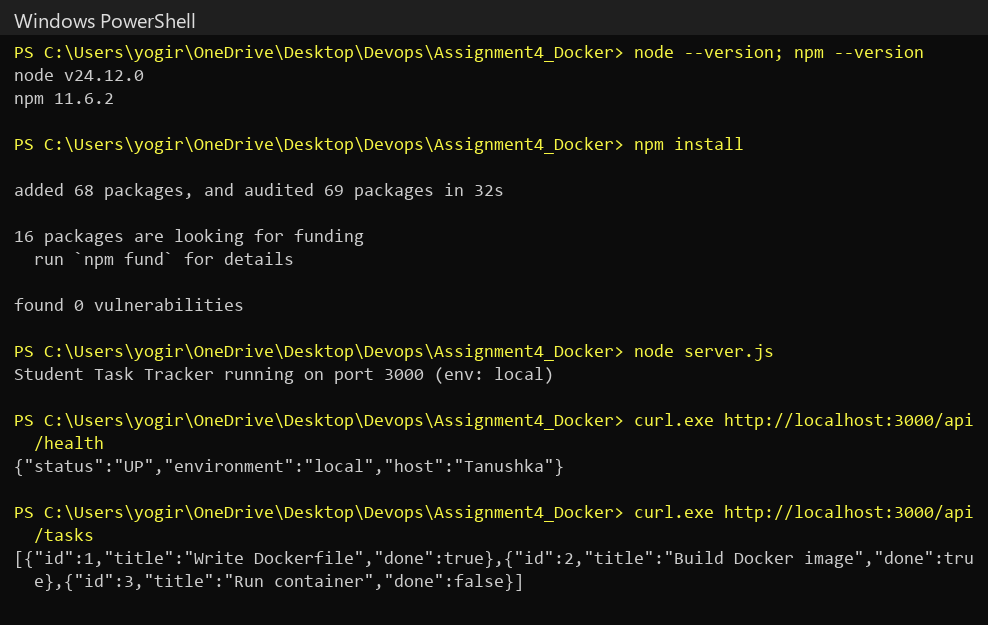 Windows PowerShell
PS C:\Users\yogir\OneDrive\Desktop\Devops\Assignment4_Docker> node --version; npm --version
node v24.12.0
npm 11.6.2
PS C:\Users\yogir\OneDrive\Desktop\Devops\Assignment4_Docker> npm install
added 68 packages, and audited 69 packages in 32s
16 packages are looking for funding
  run `npm fund` for details
found 0 vulnerabilities
PS C:\Users\yogir\OneDrive\Desktop\Devops\Assignment4_Docker> node server.js
Student Task Tracker running on port 3000 (env: local)
PS C:\Users\yogir\OneDrive\Desktop\Devops\Assignment4_Docker> curl.exe http://localhost:3000/api
  /health
{"status":"UP","environment":"local","host":"Tanushka"}
PS C:\Users\yogir\OneDrive\Desktop\Devops\Assignment4_Docker> curl.exe http://localhost:3000/api
  /tasks
[{"id":1,"title":"Write Dockerfile","done":true},{"id":2,"title":"Build Docker image","done":tru
  e},{"id":3,"title":"Run container","done":false}]